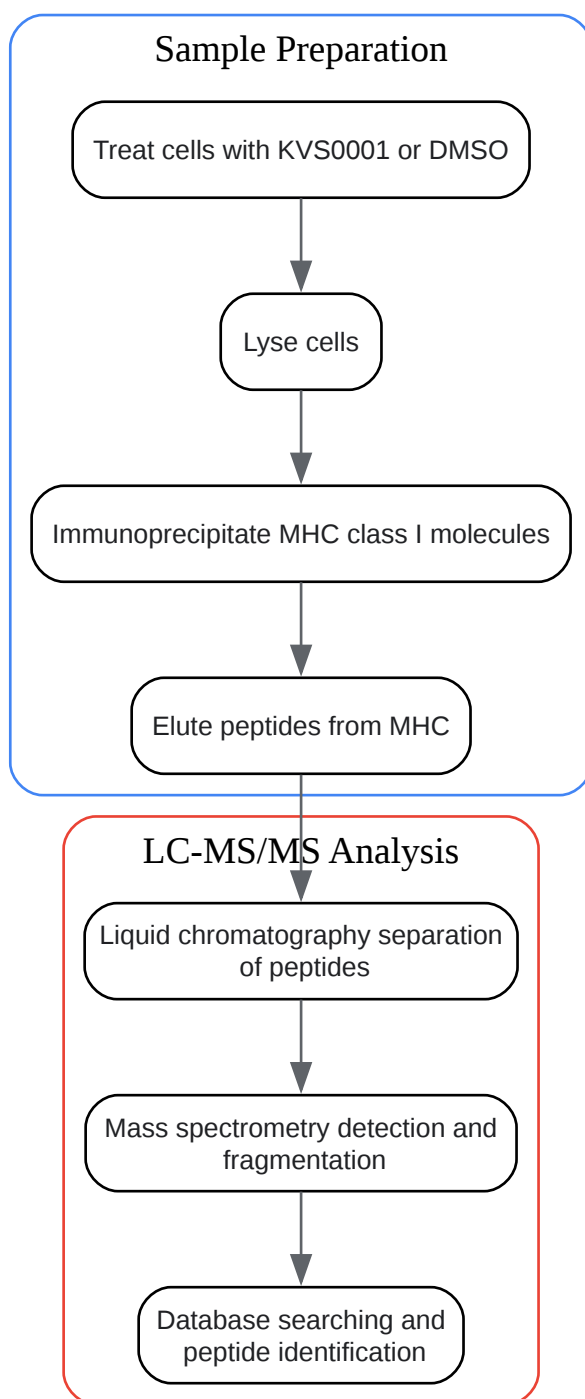 Sample Preparation
Treat cells with KVS0001 or DMSO
Lyse cells
Immunoprecipitate MHC class I molecules
Elute peptides from MHC
LC-MS/MS Analysis
Liquid chromatography separation
of peptides
Mass spectrometry detection and
fragmentation
Database searching and
peptide identification